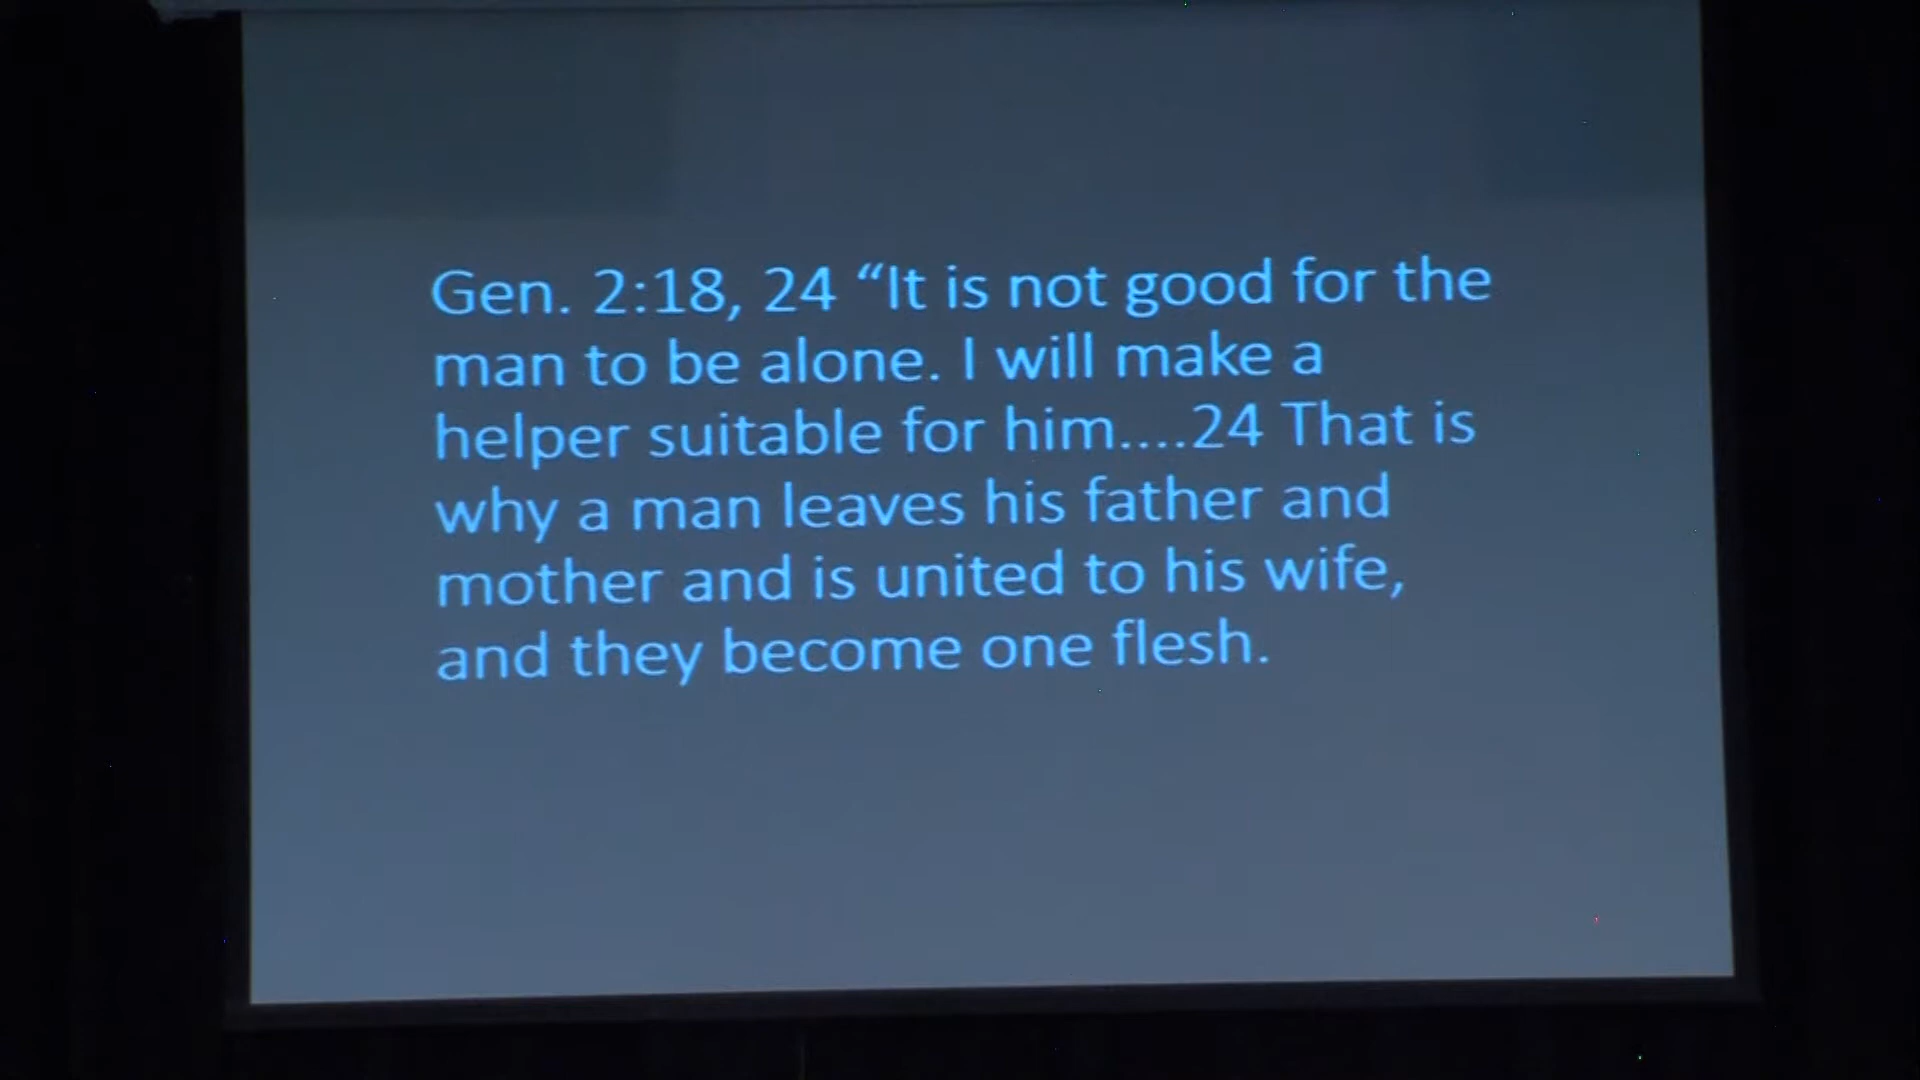 Gen. 2:18, 24 “It is not good for the
man to be alone. I will make a
helper suitable for him....24 That is
why a man leaves his father and
mother and is united to his wife,
and they become one flesh.